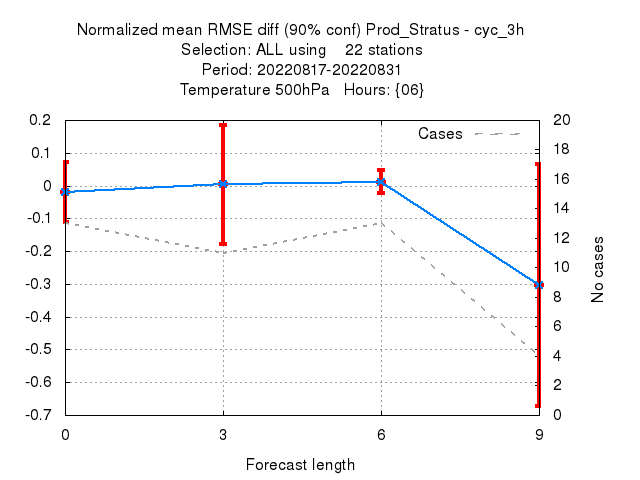 Normalized mean RMSE diff (90% conf) Prod_Stratus - cyc_3h
Selection: ALL using    22 stations
Period: 20220817-20220831
Temperature 500hPa   Hours: {06}
Cases
0.2
0.1
0
-0.1
-0.2
-0.3
-0.4
-0.5
-0.6
-0.7
20
18
16
14
12
10
8
6
4
2
0
No cases
0 3 6 9
Forecast length